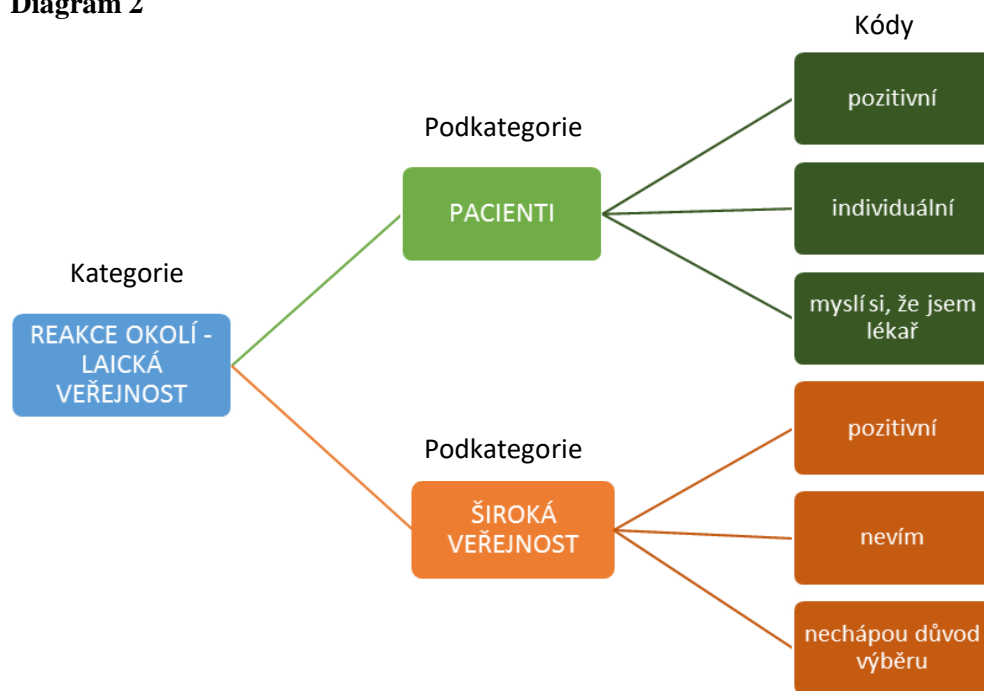 Diagram 2
Kódy
pozitivní
Podkategorie
PACIENTI
individuální
Kategorie
myslí si, že jsem
lékař
REAKCE OKOLÍ -
LAICKÁ
VEŘEJNOST
pozitivní
Podkategorie
ŠIROKÁ
VEŘEJNOST
nevím
nechápou důvod
výběru